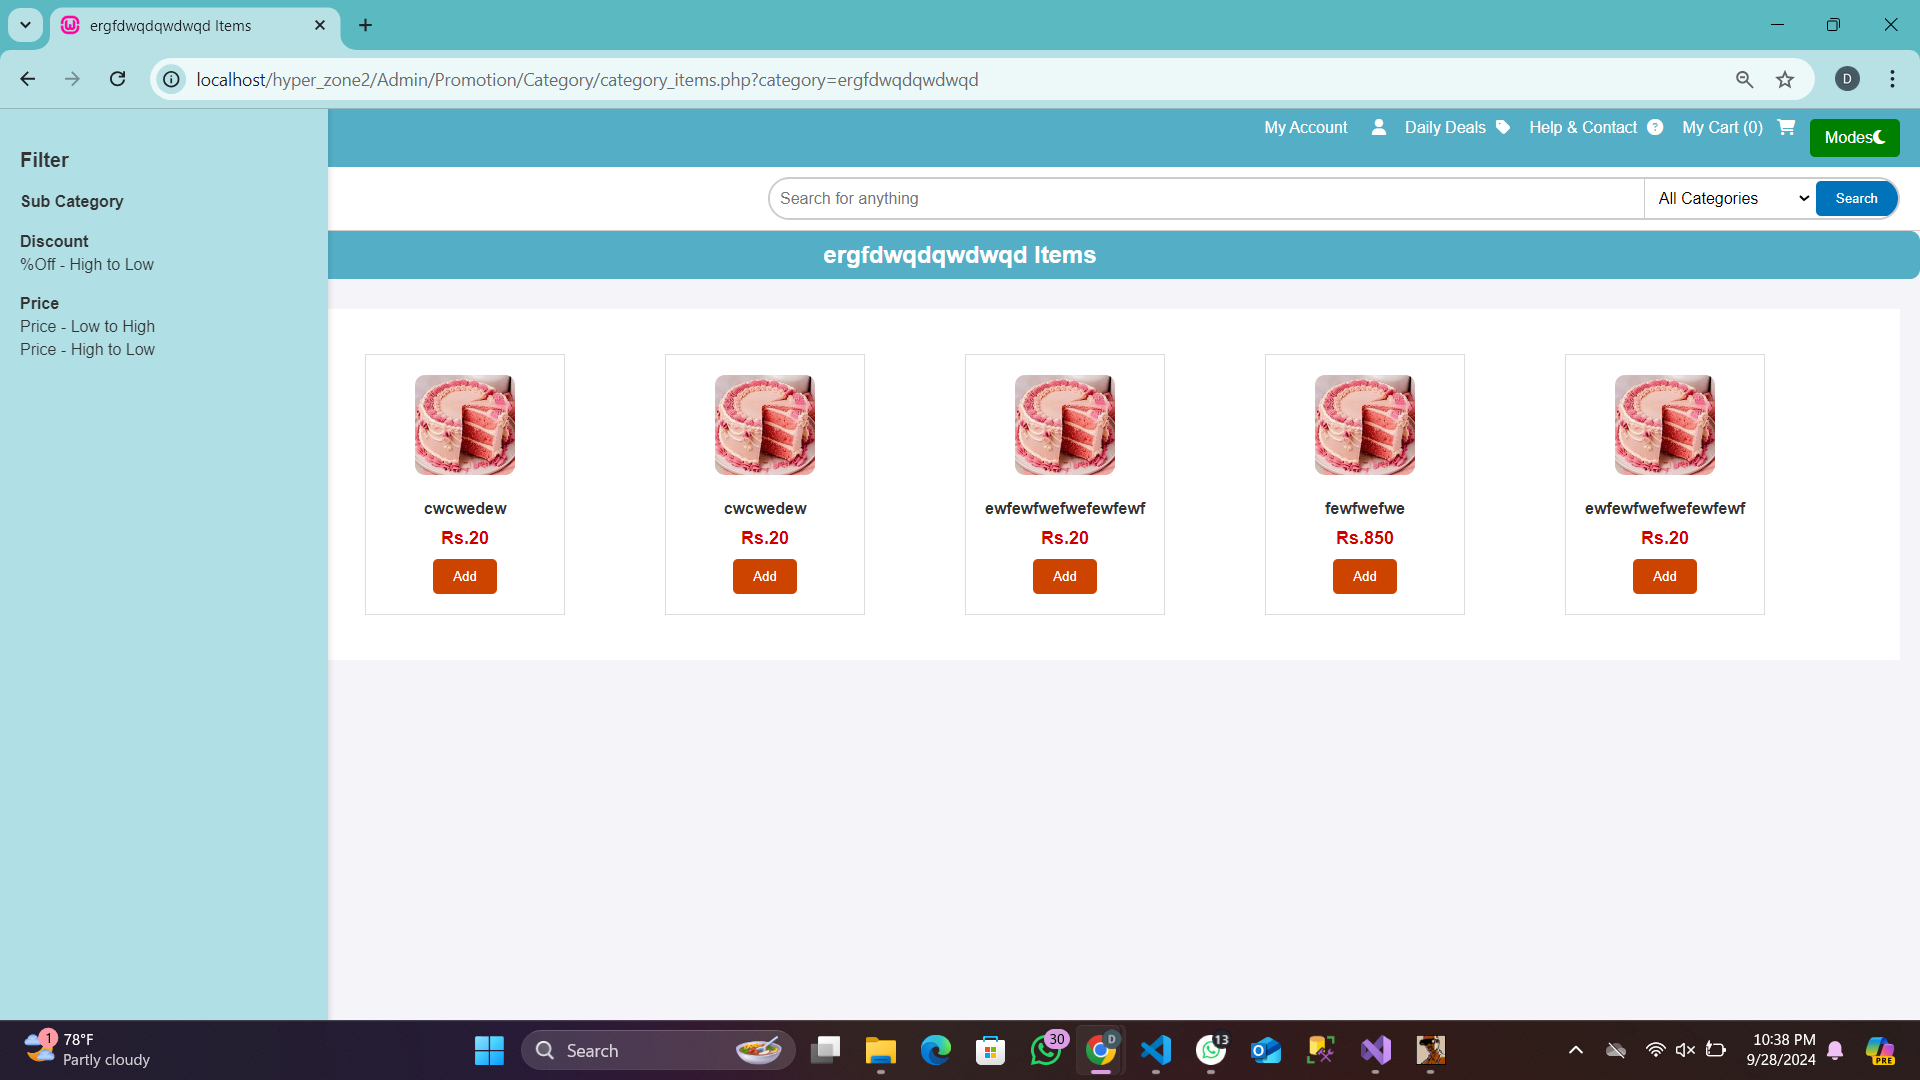 ergfdwqdqwdwqd Items
localhost/hyper_zone2/Admin/Promotion/Category/category_items.php?category=ergfdwqdqwdwqd
D
My Account Daily Deals Help & Contact ? My Cart (0) Modes
Search for anything All Categories Search
ergfdwqdqwdwqd Items
Filter
Sub Category
Discount
%Off - High to Low
Price
Price - Low to High
Price - High to Low
cwcwedew
Rs.20
Add
cwcwedew
Rs.20
Add
ewfewfwefwefewfewf
Rs.20
Add
fewfwefwe
Rs.850
Add
ewfewfwefwefewfewf
Rs.20
Add
1
78°F
Partly cloudy
Search
30
D
13
10:38 PM
9/28/2024
PRE